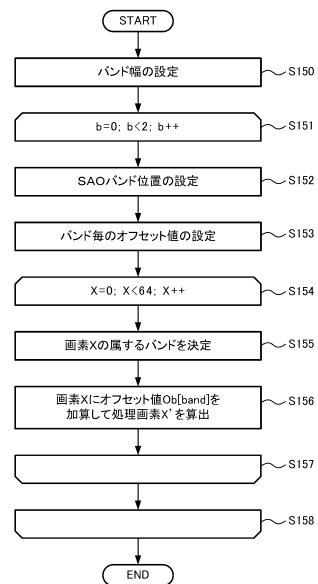 START
バンド幅の設定
S150
b=0; b<2; b++
S151
SAOバンド位置の設定
S152
バンド毎のオフセット値の設定
S153
X=0; X<64; X++
S154
画素Xの属するバンドを決定
S155
画素Xにオフセット値Ob[band]を
加算して処理画素X'を算出
S156
S157
S158
END